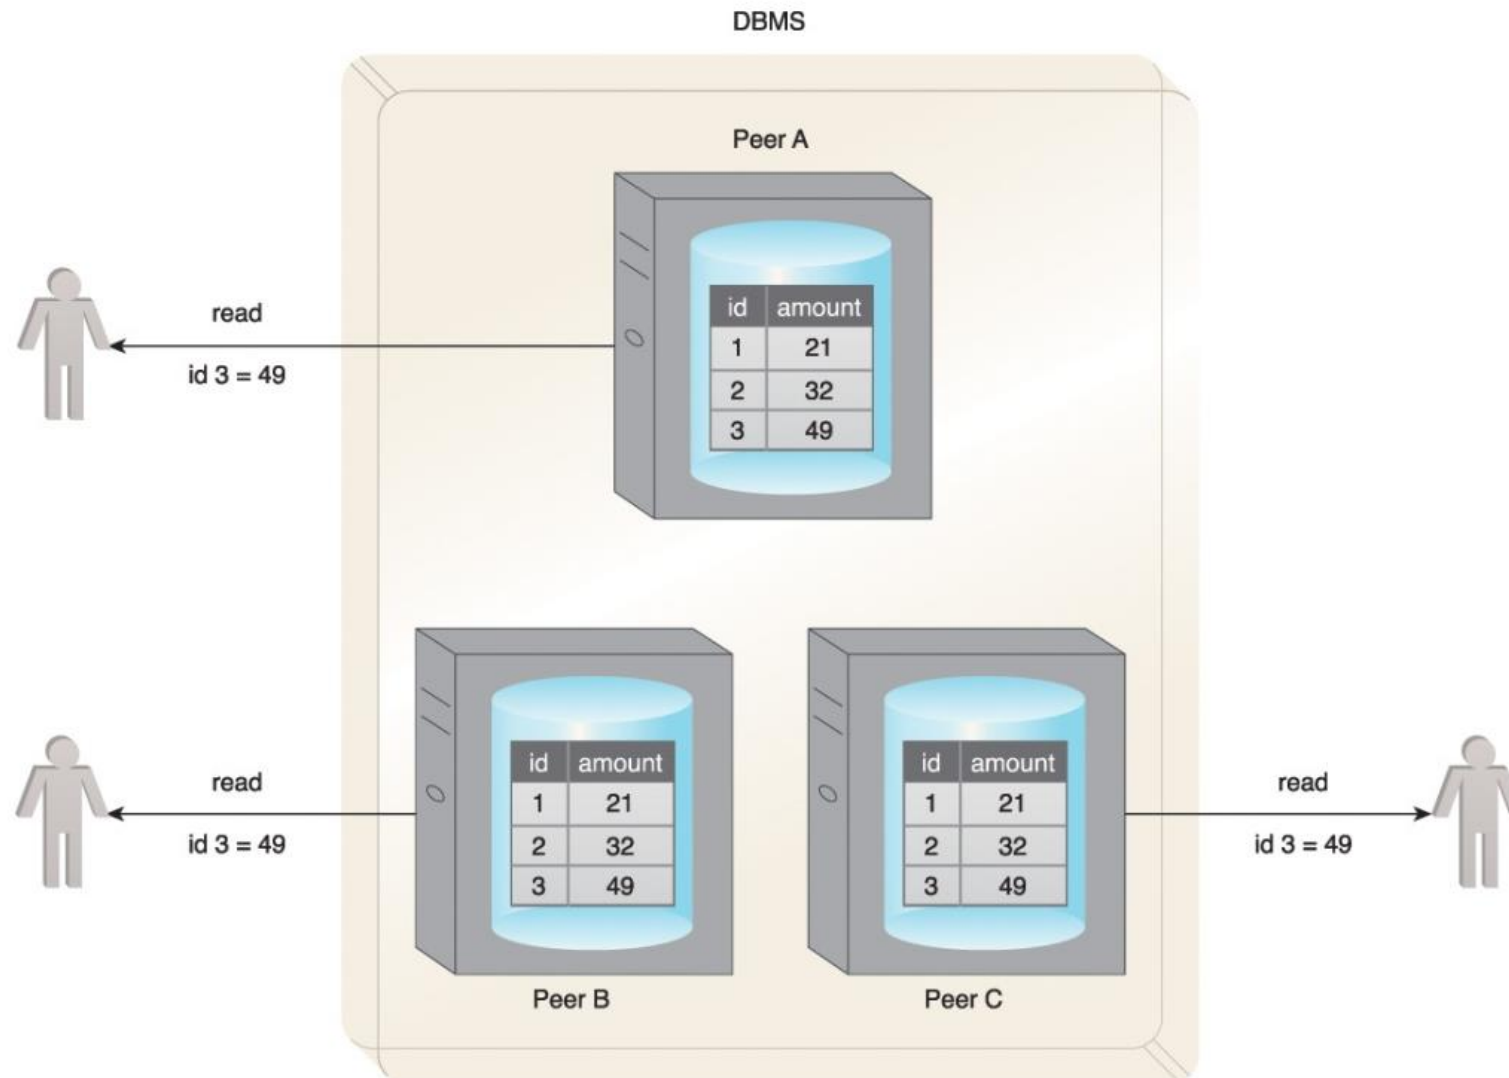 DBMS
Peer A
id amount
1 21
2 32
3 49
read
id 3 = 49
id amount
1 21
2 32
3 49
read
id 3 = 49
Peer B
id amount
1 21
2 32
3 49
read
id 3 = 49
Peer C